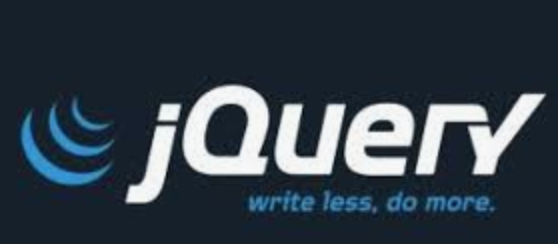 jQuery
write less, do more.